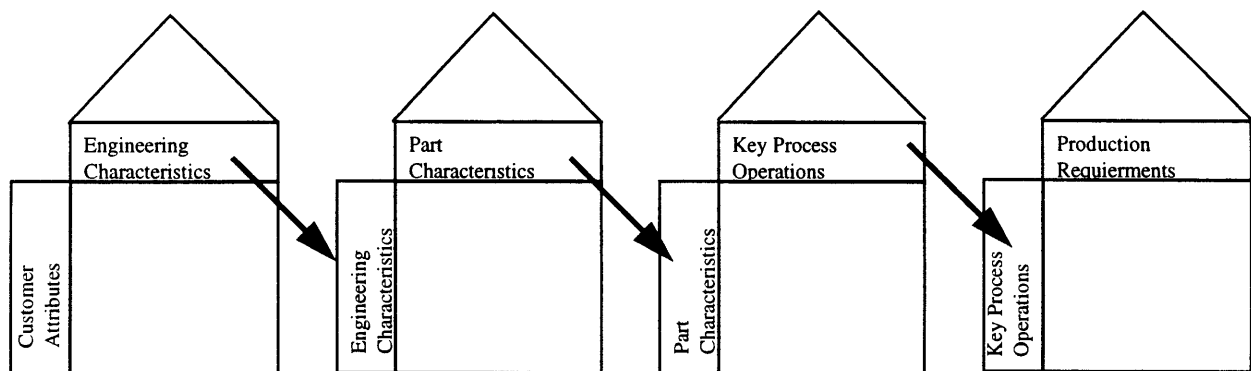 Engineering
Characteristics
Part
Characteristics
Key Process
Operations
Production
Requierments
Customer
Attributes
Engineering
Characteristics
Part
Characteristics
Key Process
Operations